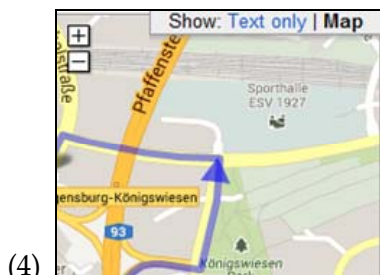 Show: Text only | Map
+
−
Pfaffenste
Sporthalle
ESV 1927
ensburg-Königswiesen
93
Königswiesen
(4)